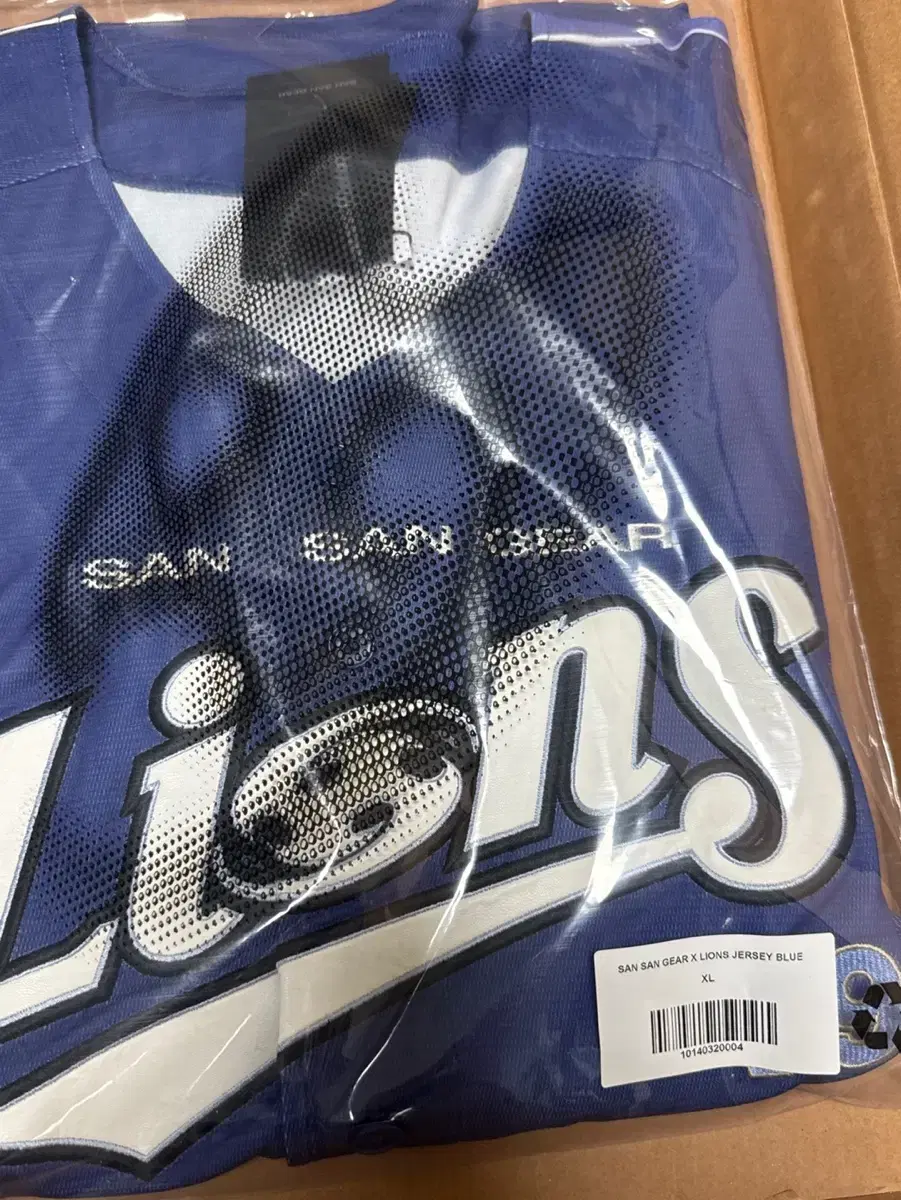 SAN SAN GEAR
Lions
SAN SAN GEAR X LIONS JERSEY BLUE
XL
10140320004